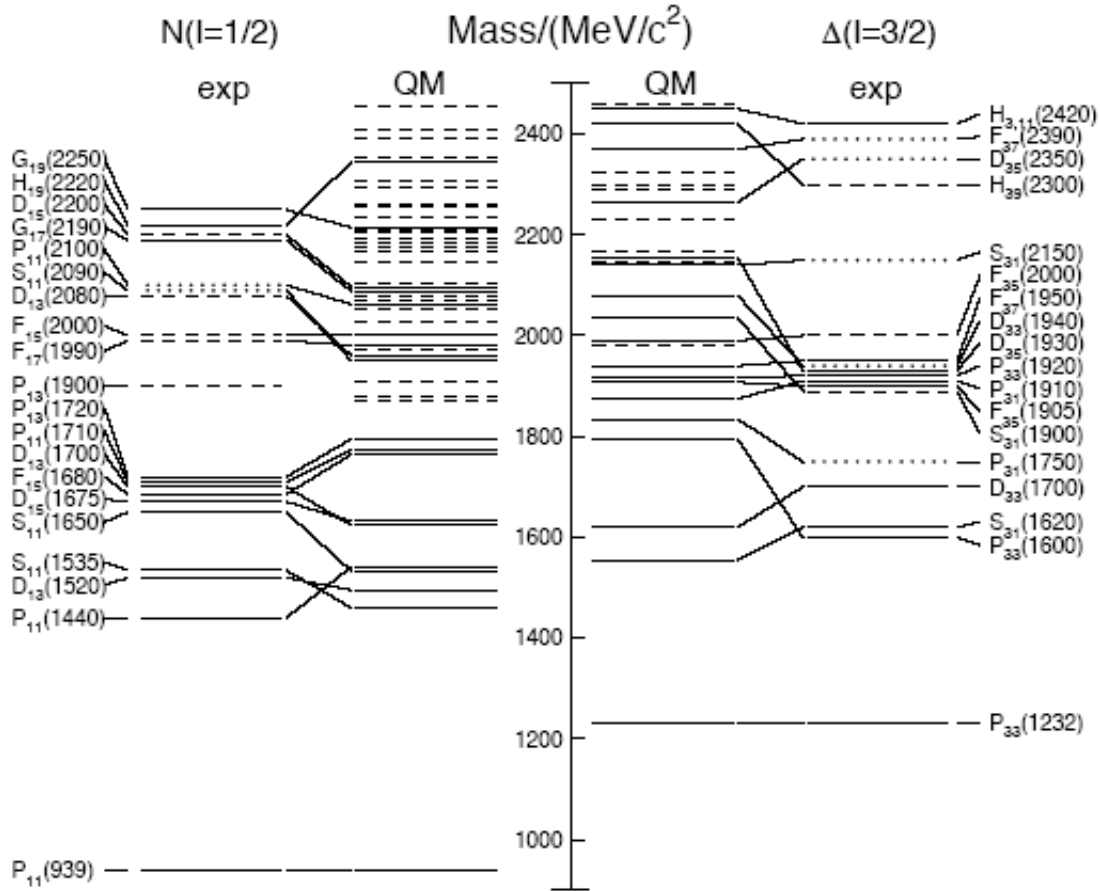 N(I=1/2) Mass/(MeV/c²) Δ(I=3/2)
exp QM QM exp
G₁₉(2250)
H₁₉(2220)
D₁₅(2200)
G₁₇(2190)
P₁₁(2100)
S₁₁(2090)
D₁₃(2080)
F₁₅(2000)
F₁₇(1990)
P₁₃(1900)
P₁₃(1720)
P₁₁(1710)
D₁₃(1700)
F₁₅(1680)
D₁₅(1675)
S₁₁(1650)
S₁₁(1535)
D₁₃(1520)
P₁₁(1440)
P₁₁(939)
2400
2200
2000
1800
1600
1400
1200
1000
H₃,₁₁(2420)
F₃₇(2390)
D₃₅(2350)
H₃₉(2300)
S₃₁(2150)
F₃₅(2000)
F₃₇(1950)
D₃₃(1940)
D₃₅(1930)
P₃₃(1920)
P₃₁(1910)
F₃₅(1905)
S₃₁(1900)
P₃₁(1750)
D₃₃(1700)
S₃₁(1620)
P₃₃(1600)
P₃₃(1232)